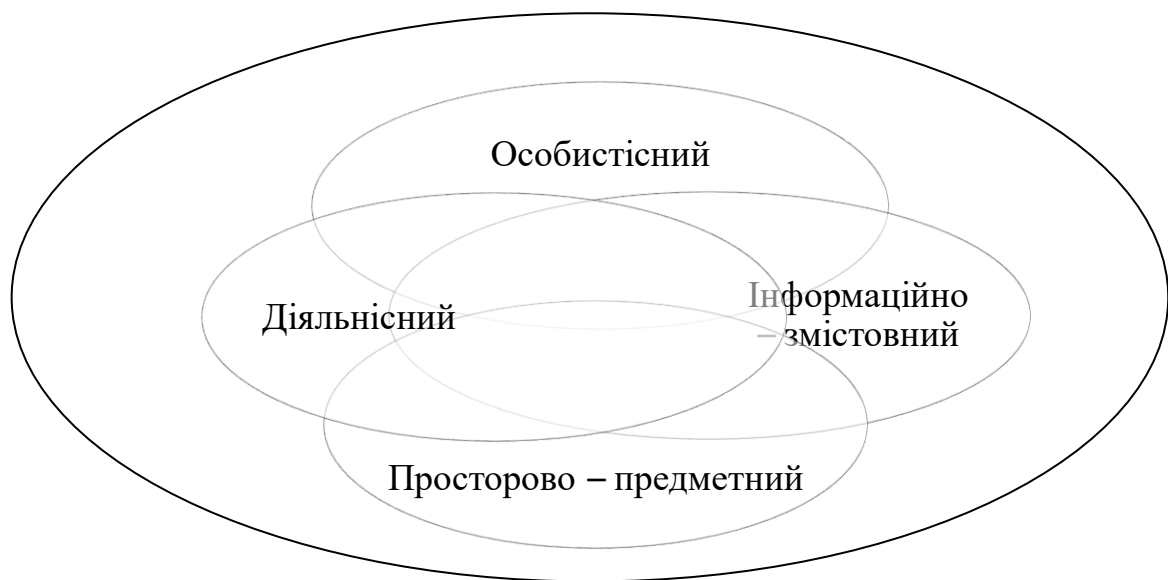 Особистісний
Діяльнісний
Інформаційно
– змістовний
Просторово – предметний